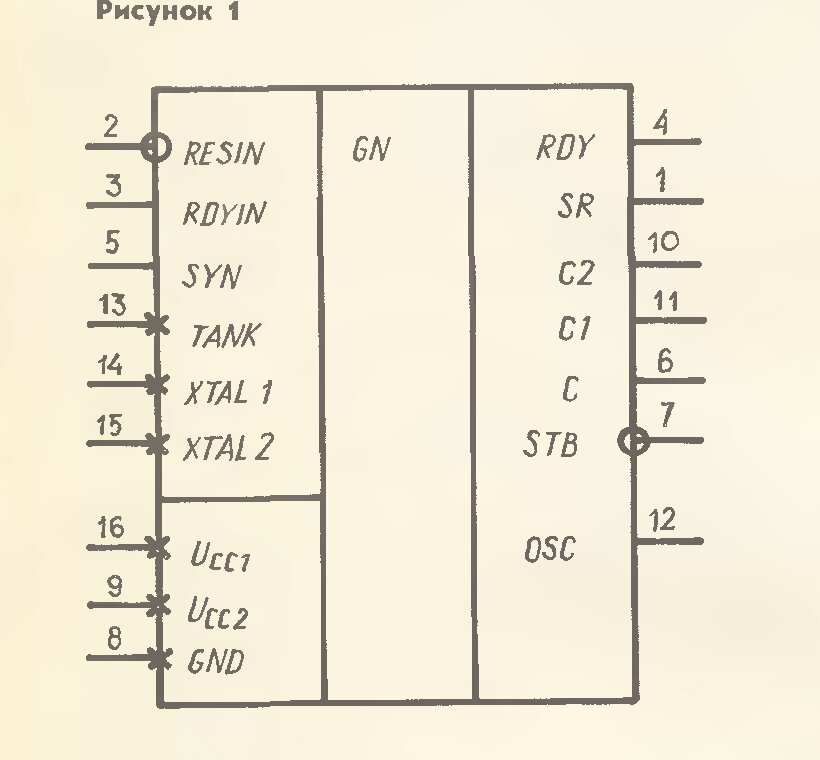 Рисунок 1
2 RESIN GN RDY 4
3 RDYIN SR 1
5 SYN C2 10
13 TANK C1 11
14 XTAL 1 C 6
15 XTAL 2 STB 7
16 UCC1 OSC 12
9 UCC2
8 GND